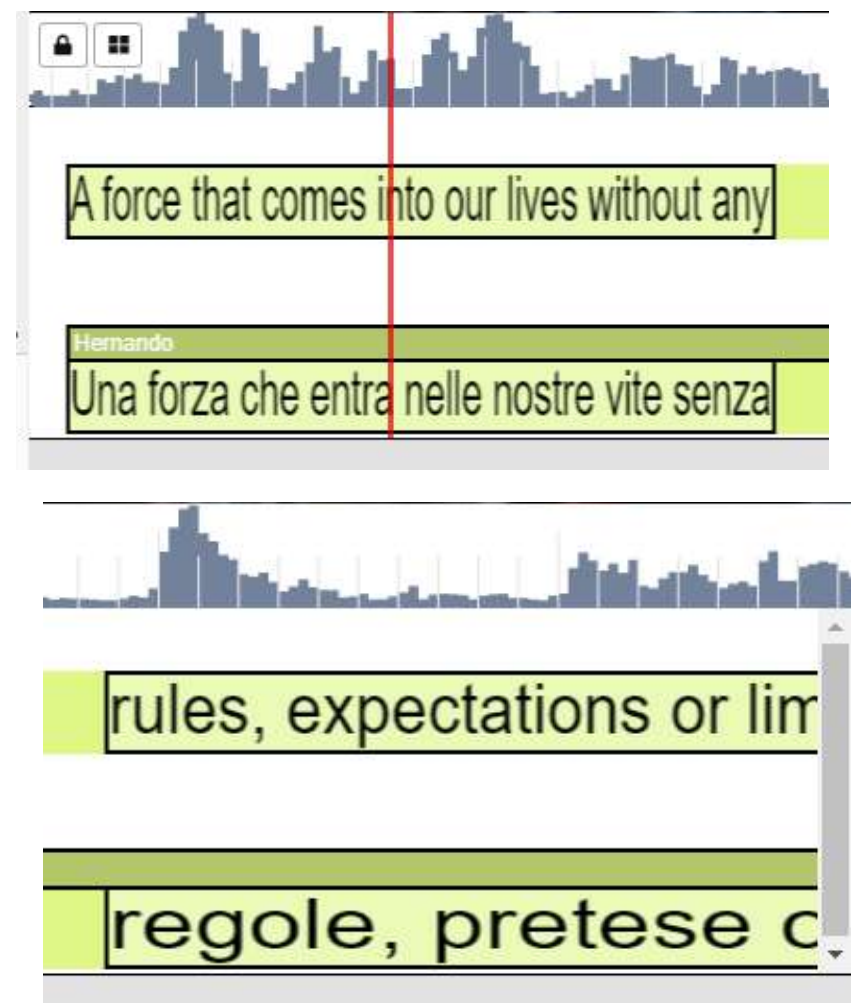 A force that comes into our lives without any
Hernando
Una forza che entra nelle nostre vite senza
rules, expectations or lim
regole, pretese